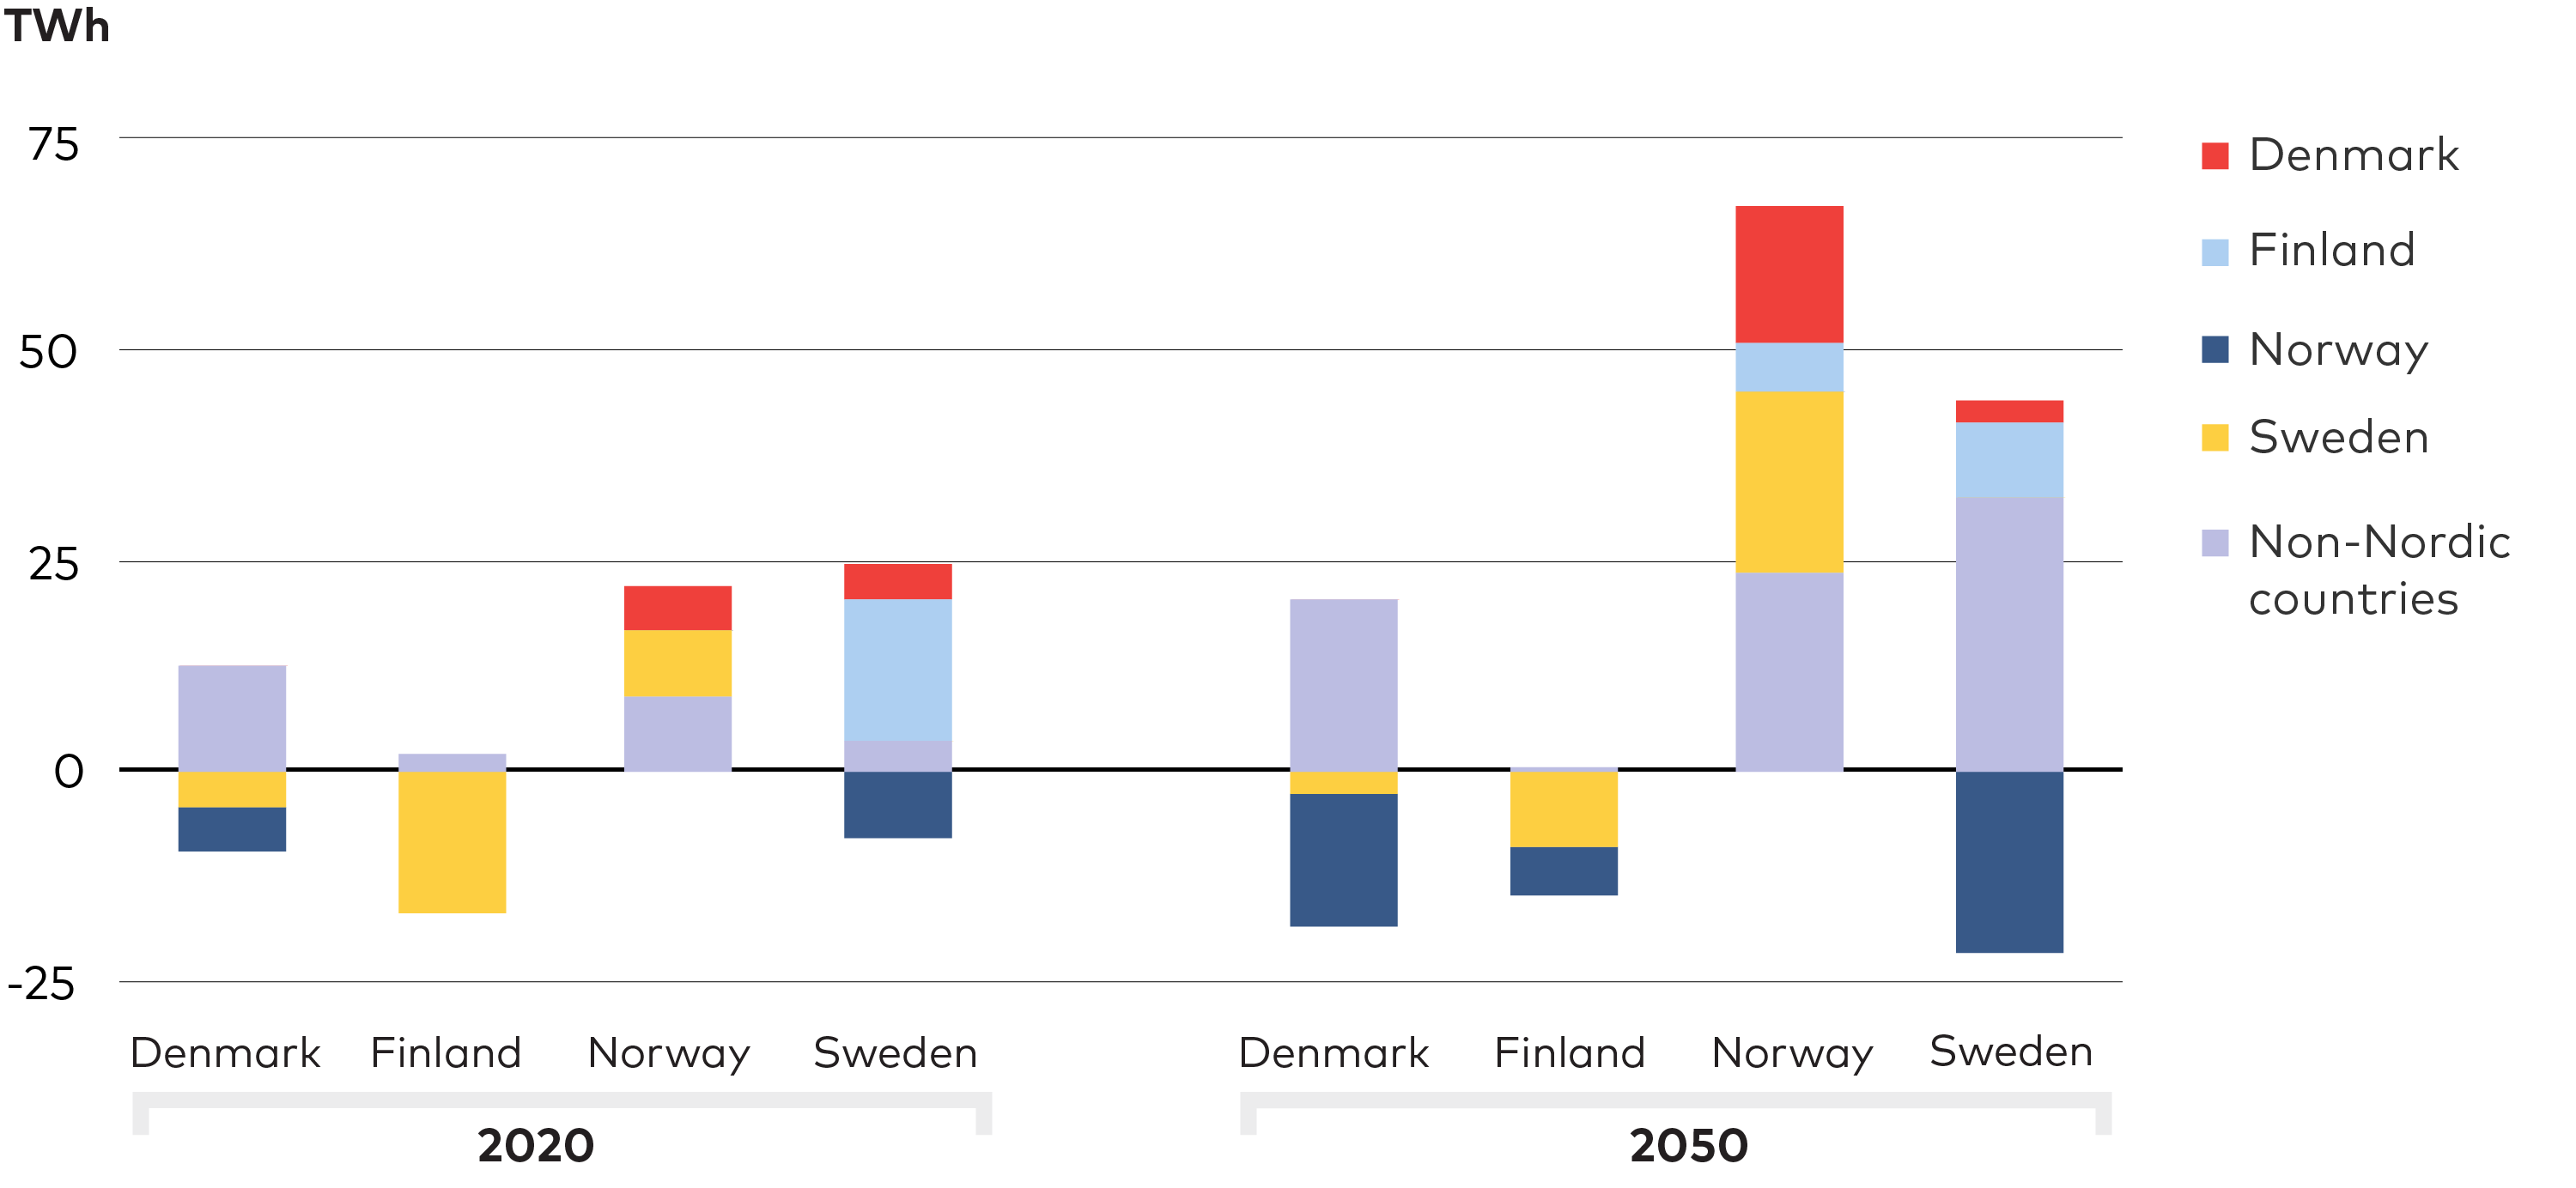 TWh
75
50
25
0
-25
Denmark
Finland
Norway
Sweden
Non-Nordic
countries
Denmark Finland Norway Sweden Denmark Finland Norway Sweden
2020 2050